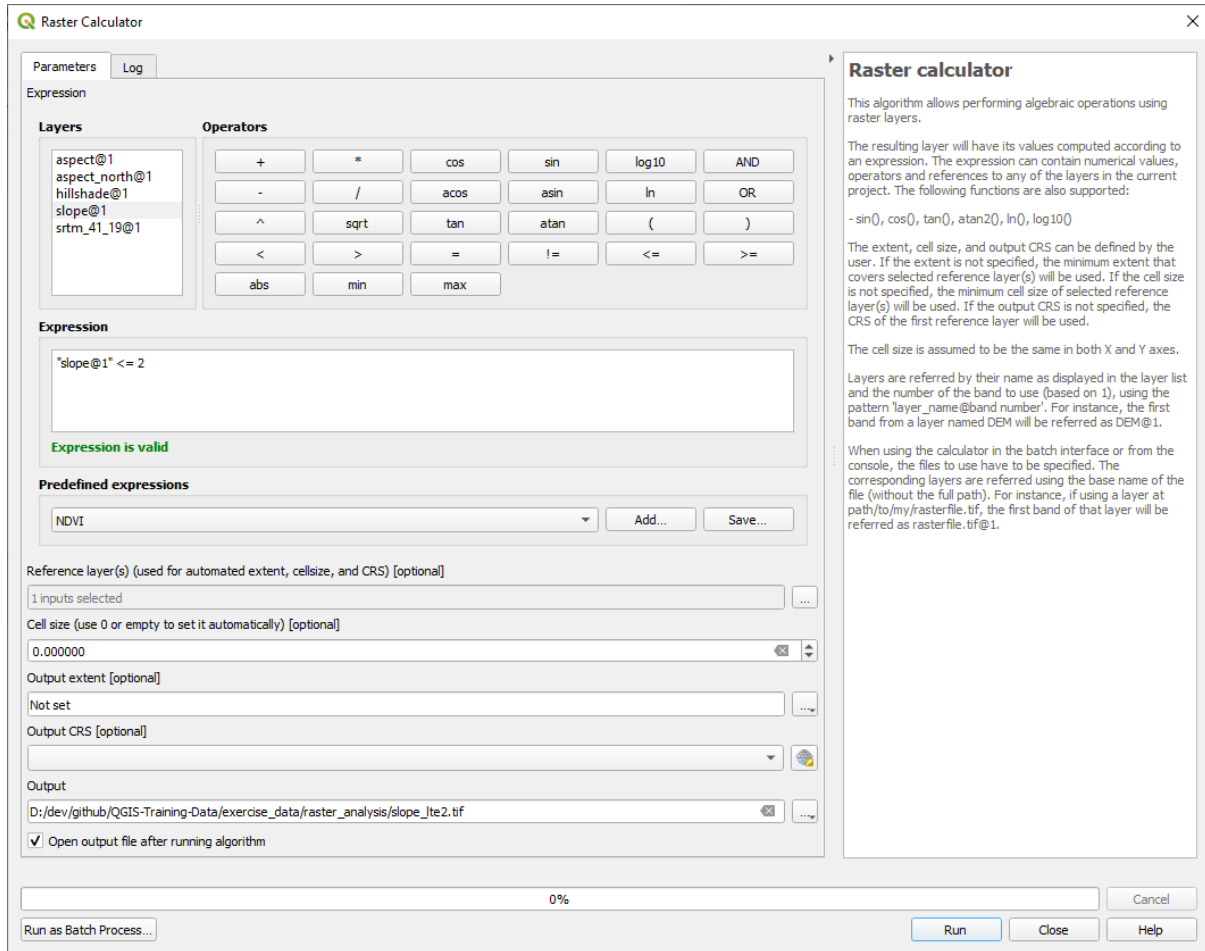 Raster Calculator
Parameters
Log
Expression
Layers
aspect@1
aspect_north@1
hillshade@1
slope@1
srtm_41_19@1
Operators
+ * cos sin log10 AND
- / acos asin ln OR
^ sqrt tan atan ( )
< > = != <= >=
abs min max
Expression
"slope@1" <= 2
Expression is valid
Predefined expressions
NDVI
Add...
Save...
Reference layer(s) (used for automated extent, cellsize, and CRS) [optional]
1 inputs selected
...
Cell size (use 0 or empty to set it automatically) [optional]
0.000000
Output extent [optional]
Not set
...
Output CRS [optional]
Output
D:/dev/github/QGIS-Training-Data/exercise_data/raster_analysis/slope_lte2.tif
...
Open output file after running algorithm
Raster calculator
This algorithm allows performing algebraic operations using
raster layers.
The resulting layer will have its values computed according to
an expression. The expression can contain numerical values,
operators and references to any of the layers in the current
project. The following functions are also supported:
- sin(), cos(), tan(), atan2(), ln(), log10()
The extent, cell size, and output CRS can be defined by the
user. If the extent is not specified, the minimum extent that
covers selected reference layer(s) will be used. If the cell size
is not specified, the minimum cell size of selected reference
layer(s) will be used. If the output CRS is not specified, the
CRS of the first reference layer will be used.
The cell size is assumed to be the same in both X and Y axes.
Layers are referred by their name as displayed in the layer list
and the number of the band to use (based on 1), using the
pattern 'layer_name@band number'. For instance, the first
band from a layer named DEM will be referred as DEM@1.
When using the calculator in the batch interface or from the
console, the files to use have to be specified. The
corresponding layers are referred using the base name of the
file (without the full path). For instance, if using a layer at
path/to/my/rasterfile.tif, the first band of that layer will be
referred as rasterfile.tif@1.
0%
Cancel
Run as Batch Process...
Run
Close
Help